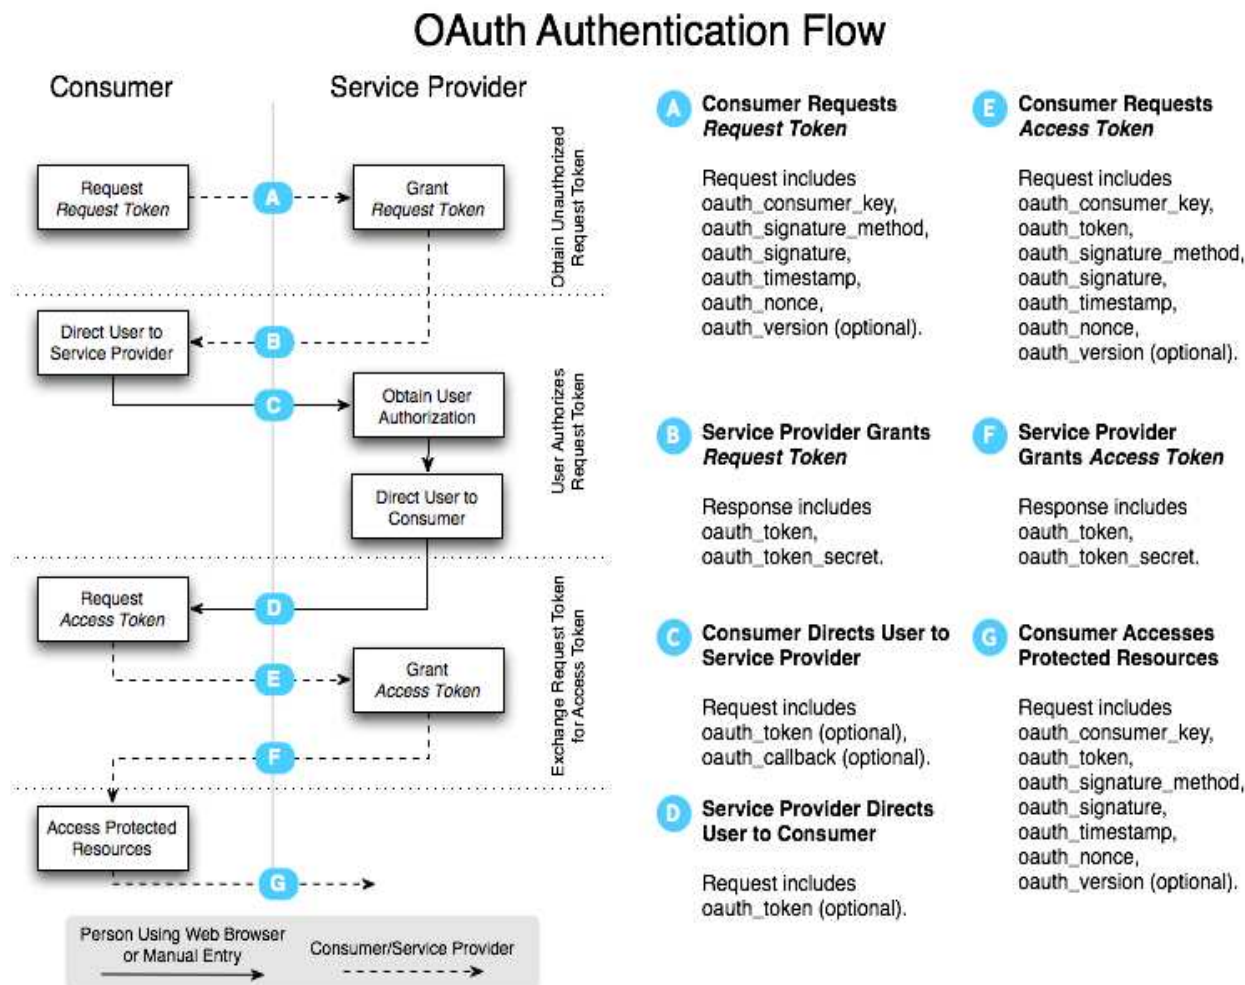 OAuth Authentication Flow
Consumer
Service Provider
Request
Request Token
A
Grant
Request Token
Obtain Unauthorized
Request Token
Direct User to
Service Provider
B
C
Obtain User
Authorization
Direct User to
Consumer
User Authorizes
Request Token
Request
Access Token
D
E
Grant
Access Token
F
Exchange Request Token
for Access Token
Access Protected
Resources
G
Person Using Web Browser
or Manual Entry
Consumer/Service Provider
A
Consumer Requests
Request Token
Request includes
oauth_consumer_key,
oauth_signature_method,
oauth_signature,
oauth_timestamp,
oauth_nonce,
oauth_version (optional).
B
Service Provider Grants
Request Token
Response includes
oauth_token,
oauth_token_secret.
C
Consumer Directs User to
Service Provider
Request includes
oauth_token (optional),
oauth_callback (optional).
D
Service Provider Directs
User to Consumer
Request includes
oauth_token (optional).
E
Consumer Requests
Access Token
Request includes
oauth_consumer_key,
oauth_token,
oauth_signature_method,
oauth_signature,
oauth_timestamp,
oauth_nonce,
oauth_version (optional).
F
Service Provider
Grants Access Token
Response includes
oauth_token,
oauth_token_secret.
G
Consumer Accesses
Protected Resources
Request includes
oauth_consumer_key,
oauth_token,
oauth_signature_method,
oauth_signature,
oauth_timestamp,
oauth_nonce,
oauth_version (optional).